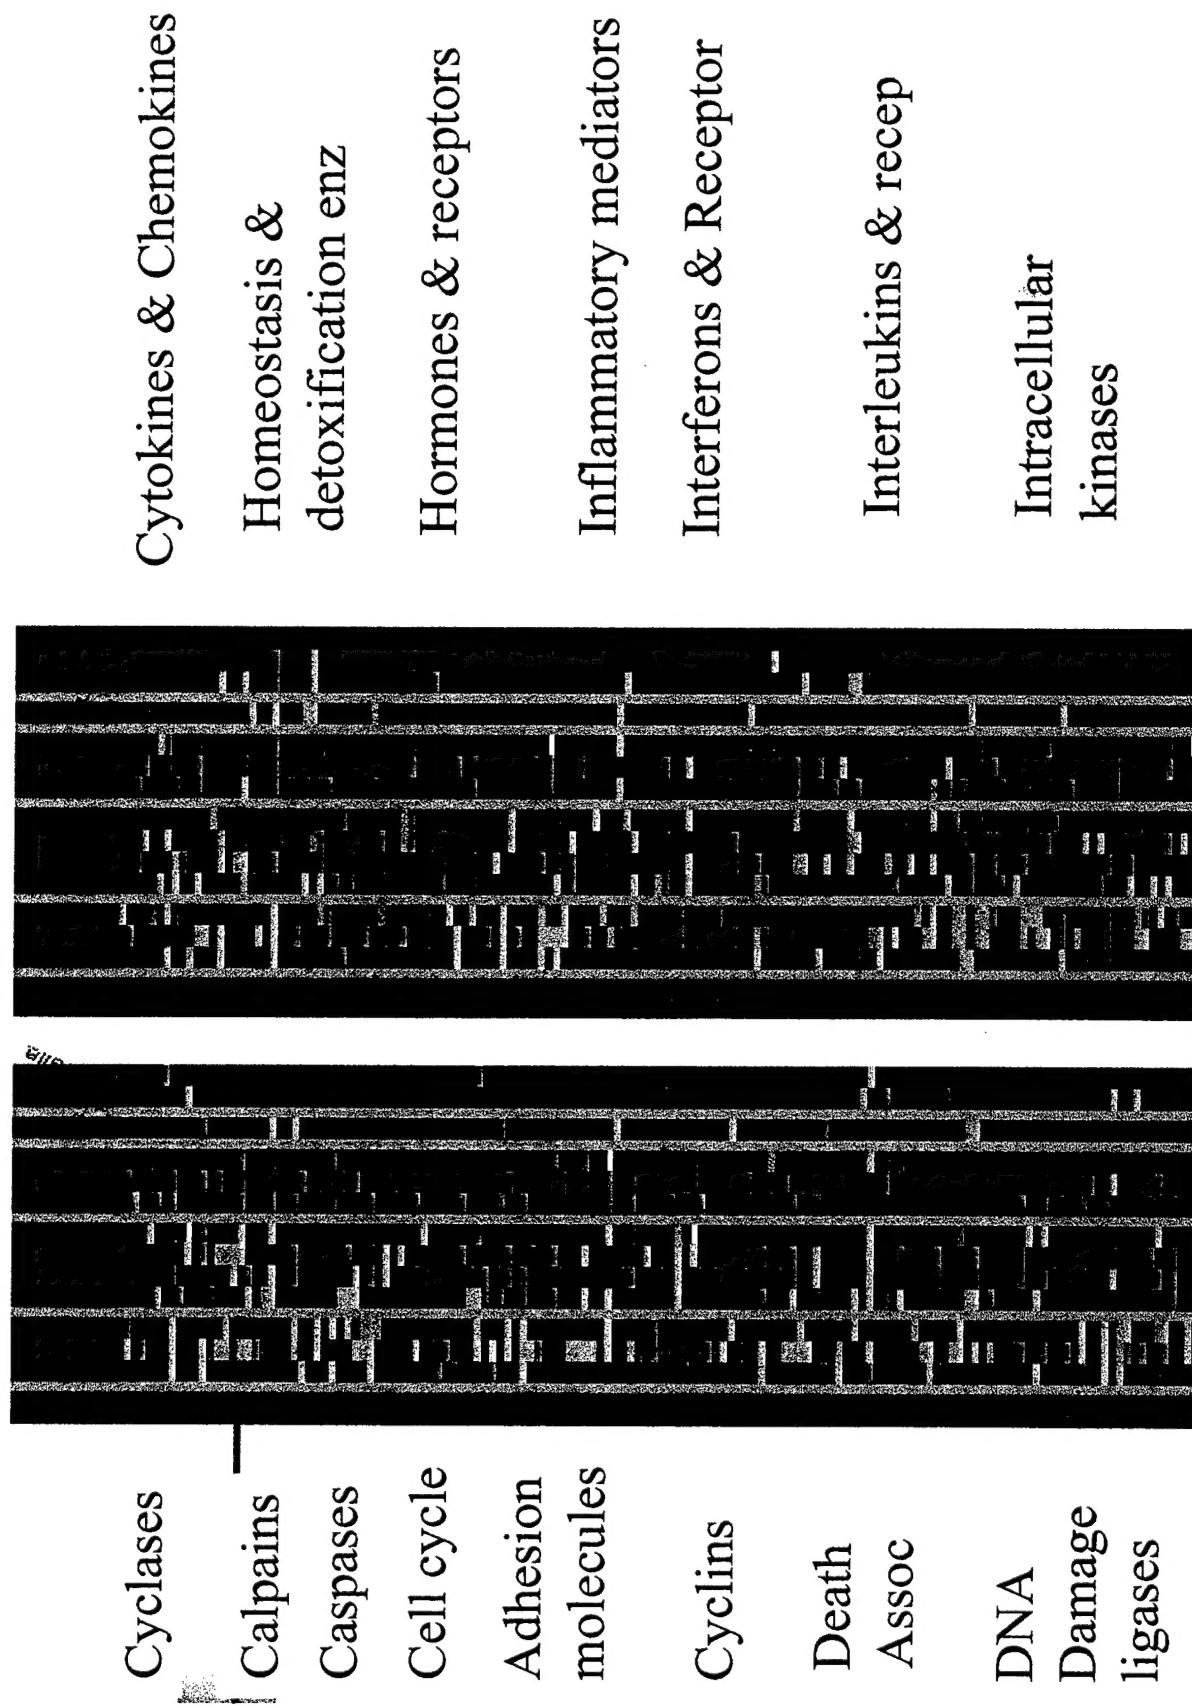 Cyclases
Calpains
Caspases
Cell cycle
Adhesion
molecules
Cyclins
Death
Assoc
DNA
Damage
ligases
Cytokines & Chemokines
Homeostasis &
detoxification enz
Hormones & receptors
Inflammatory mediators
Interferons & Receptor
Interleukins & recep
Intracellular
kinases